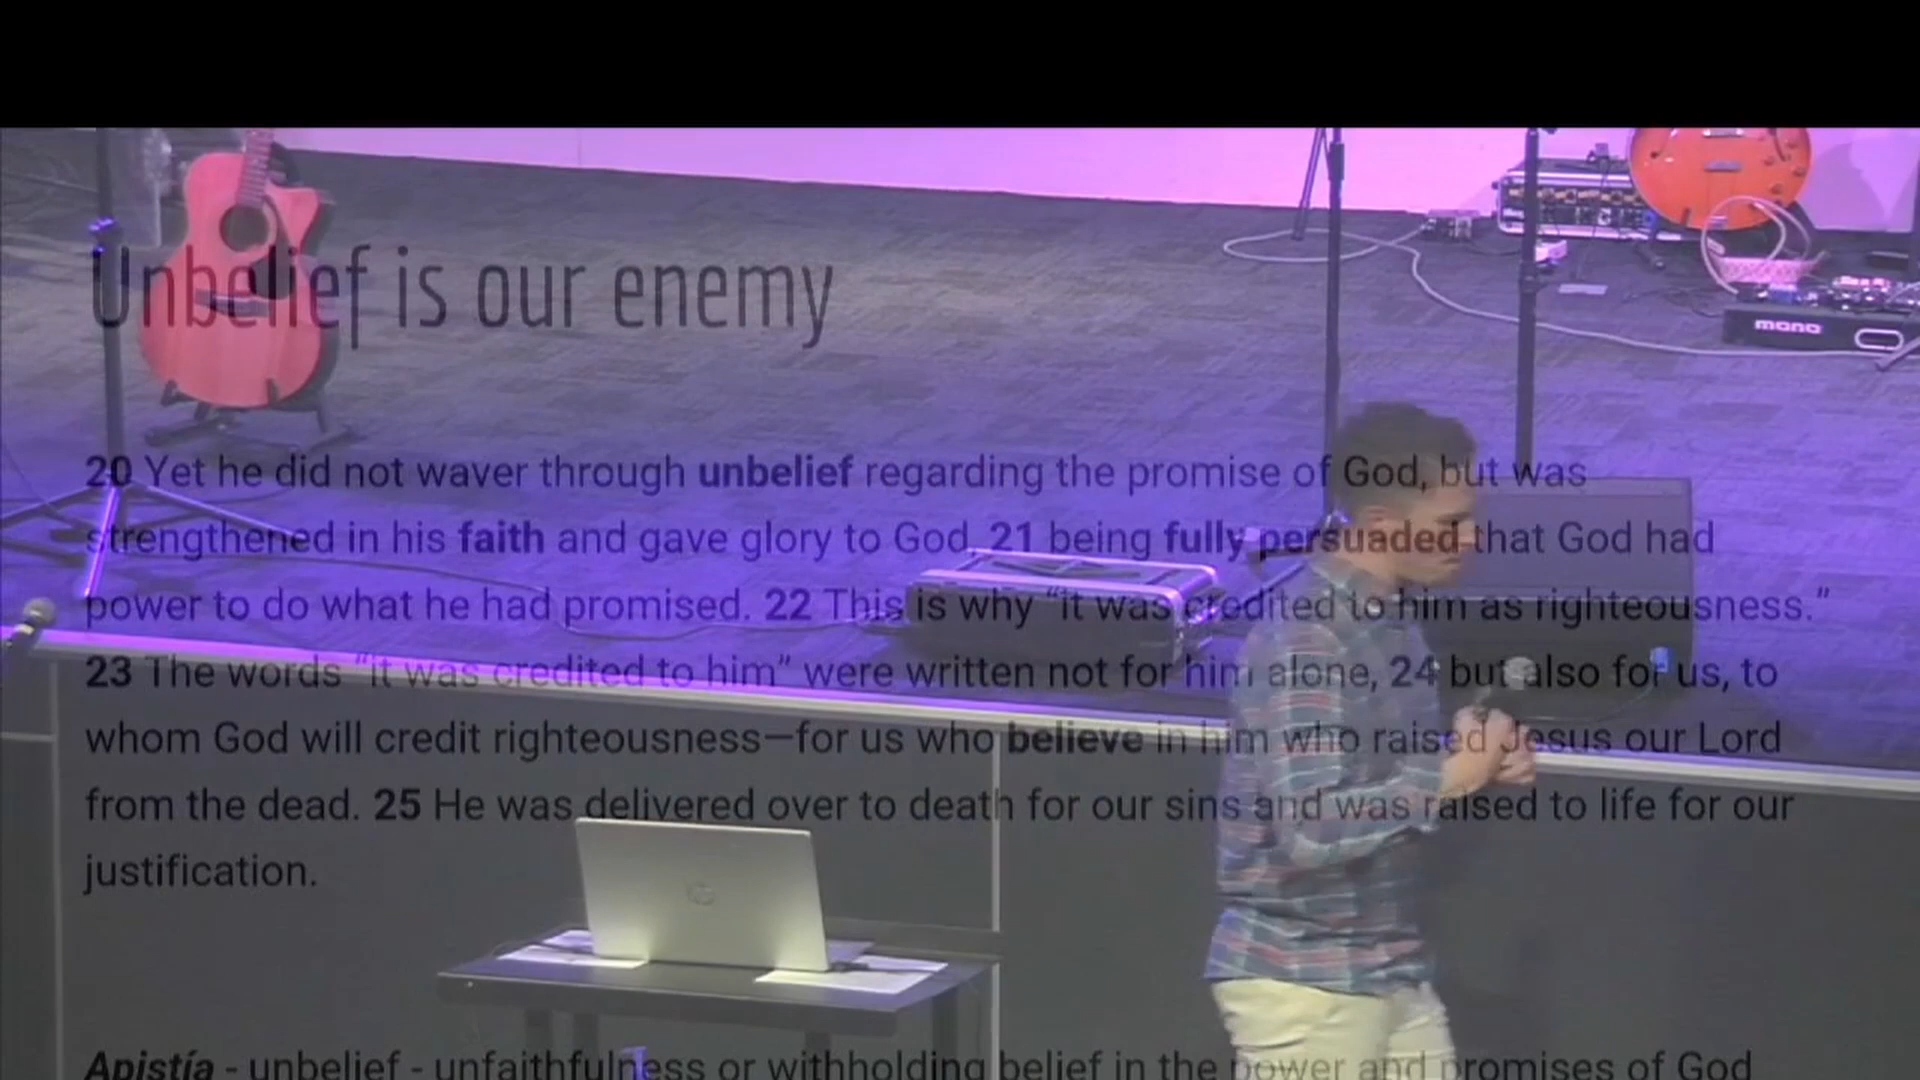 mono
Unbelief is our enemy
20 Yet he did not waver through unbelief regarding the promise of God, but was
strengthened in his faith and gave glory to God, 21 being fully persuaded that God had
power to do what he had promised. 22 This is why “it was credited to him as righteousness.”
23 The words “it was credited to him” were written not for him alone, 24 but also for us, to
whom God will credit righteousness—for us who believe in him who raised Jesus our Lord
from the dead. 25 He was delivered over to death for our sins and was raised to life for our
justification.
hp
Apistía - unbelief - unfaithfulness or withholding belief in the power and promises of God